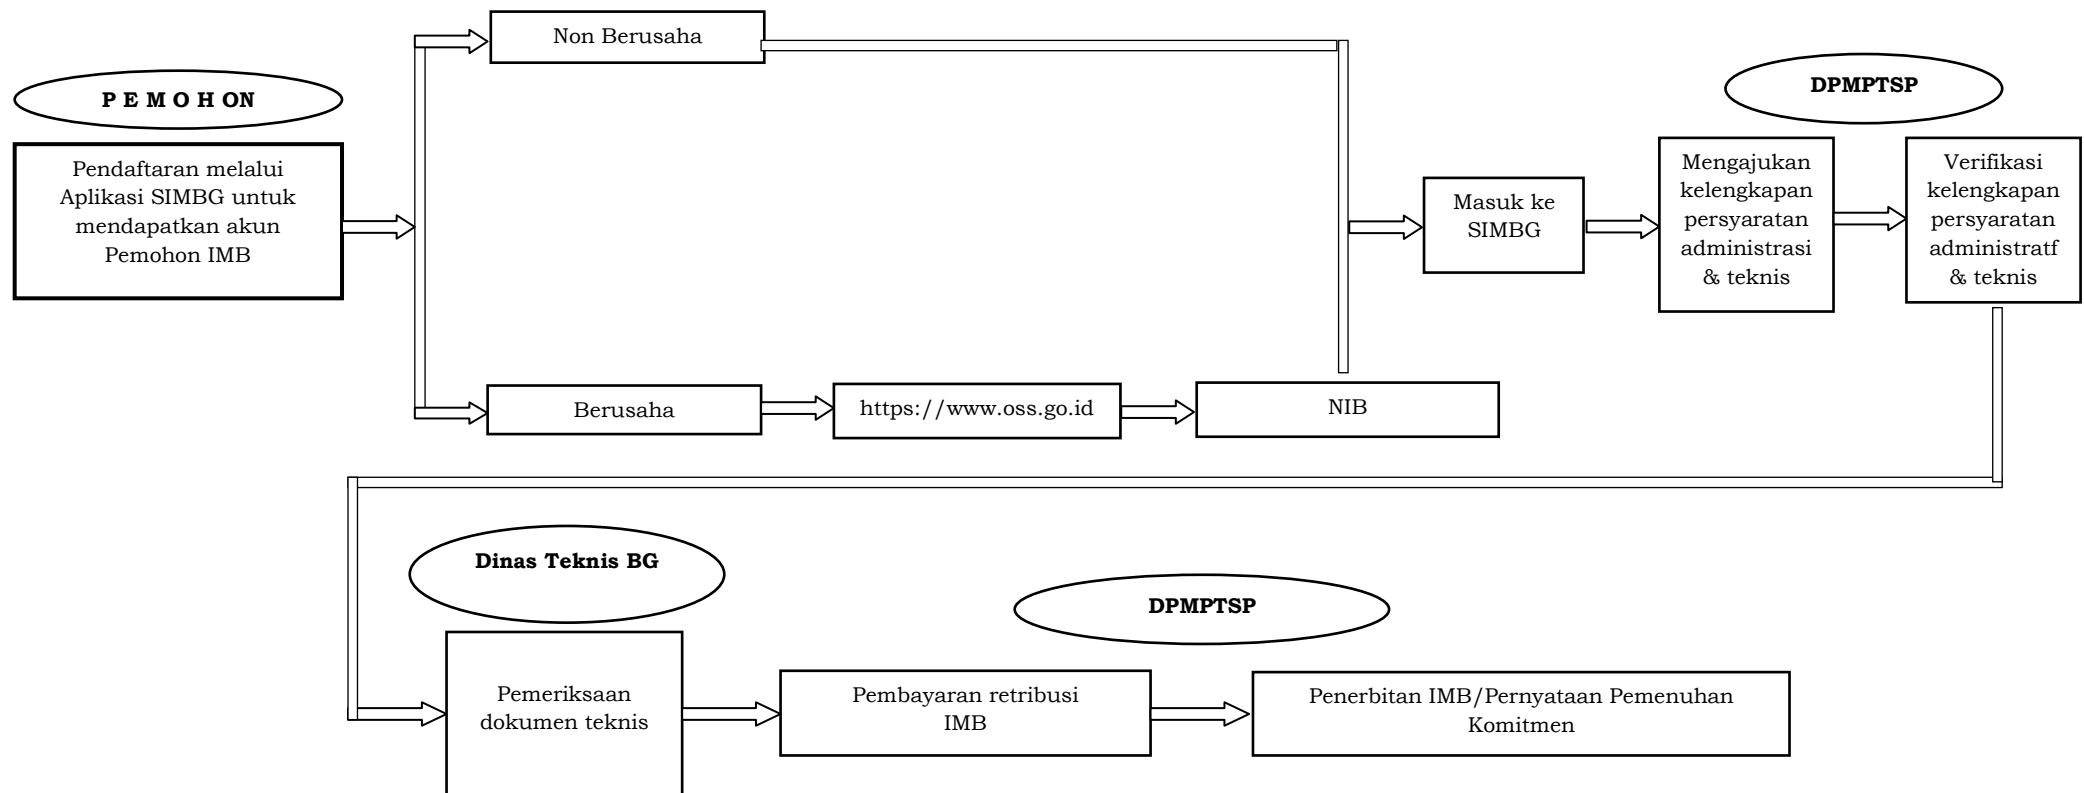 Non Berusaha
P E M O H ON
DPMPTSP
Pendaftaran melalui
Aplikasi SIMBG untuk
mendapatkan akun
Pemohon IMB
Masuk ke
SIMBG
Mengajukan
kelengkapan
persyaratan
administrasi
& teknis
Verifikasi
kelengkapan
persyaratan
administratf
& teknis
Berusaha
https://www.oss.go.id
NIB
Dinas Teknis BG
DPMPTSP
Pemeriksaan
dokumen teknis
Pembayaran retribusi
IMB
Penerbitan IMB/Pernyataan Pemenuhan
Komitmen